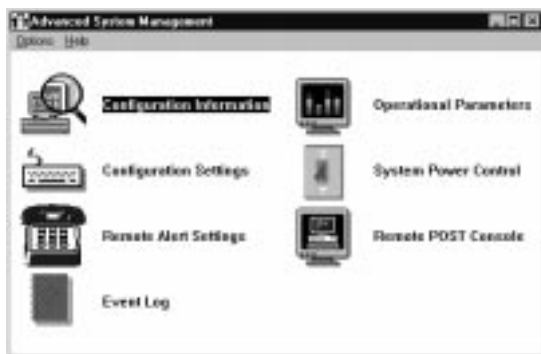 Advanced System Management
Options Help
Configuration Information
Operational Parameters
Configuration Settings
System Power Control
Remote Alert Settings
Remote POST Console
Event Log